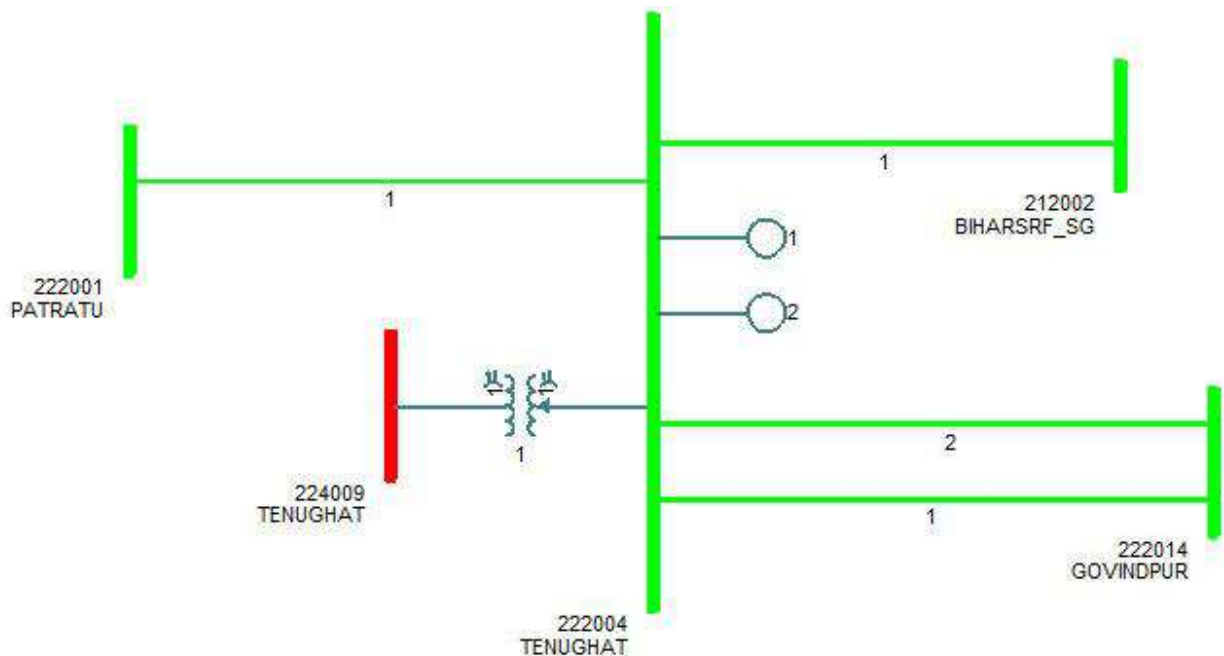 1
212002
BIHARSRF_SG
1
222001
PATRATU
1
2
1
224009
TENUGHAT
2
1
222014
GOVINDPUR
222004
TENUGHAT